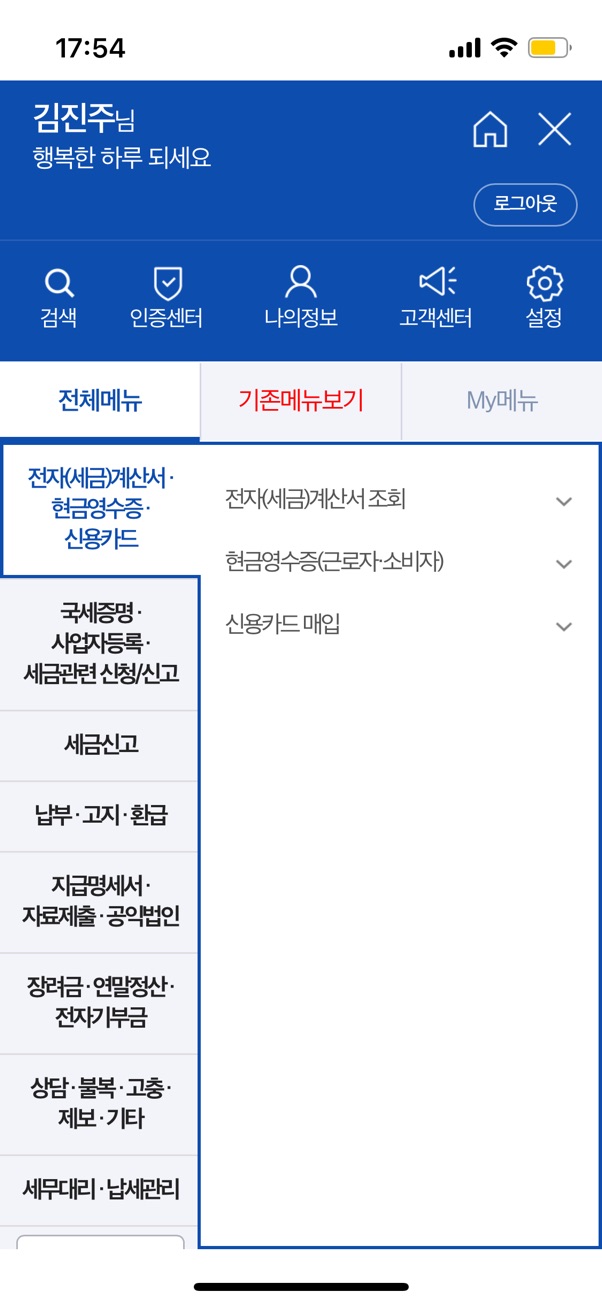 17:54
김진주님
행복한 하루 되세요
로그아웃
검색 인증센터 나의정보 고객센터 설정
전체메뉴 기존메뉴보기 My메뉴
전자(세금)계산서·
현금영수증·
신용카드
전자(세금)계산서 조회
현금영수증(근로자·소비자)
신용카드 매입
국세증명·
사업자등록·
세금관련 신청/신고
세금신고
납부·고지·환급
지급명세서·
자료제출·공익법인
장려금·연말정산·
전자기부금
상담·불복·고충·
제보·기타
세무대리·납세관리